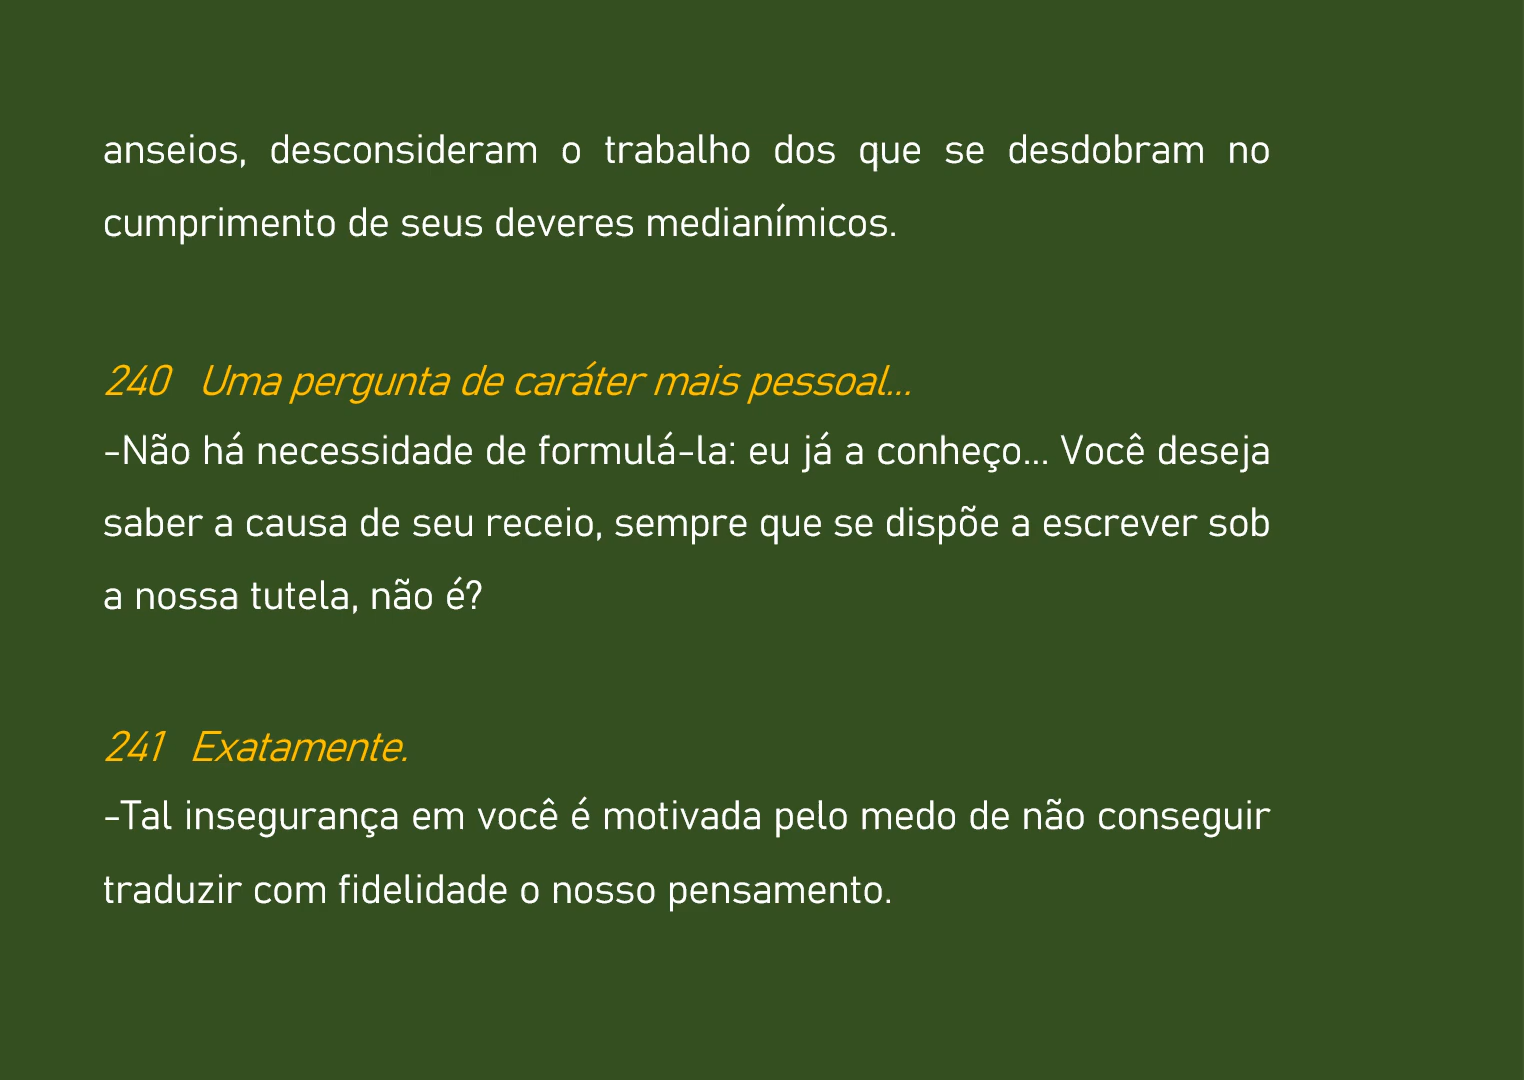 anseios, desconsideram o trabalho dos que se desdobram no
cumprimento de seus deveres medianímicos.
240 Uma pergunta de caráter mais pessoal...
-Não há necessidade de formulá-la: eu já a conheço... Você deseja
saber a causa de seu receio, sempre que se dispõe a escrever sob
a nossa tutela, não é?
241 Exatamente.
-Tal insegurança em você é motivada pelo medo de não conseguir
traduzir com fidelidade o nosso pensamento.